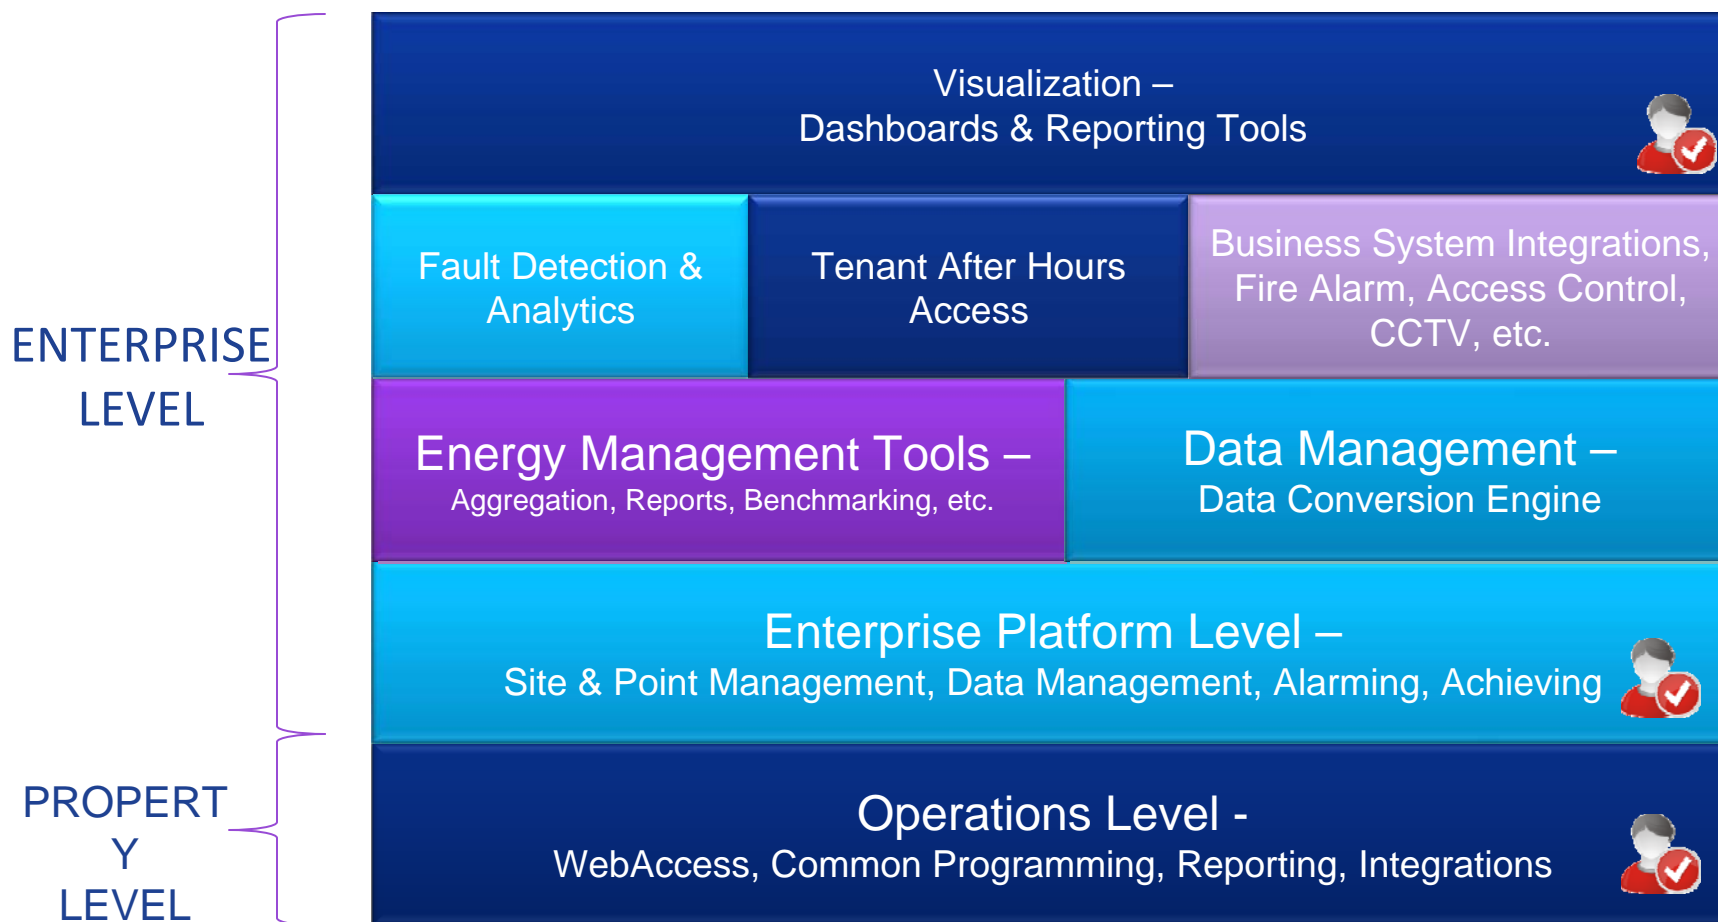 Visualization –
Dashboards & Reporting Tools
Fault Detection &
Analytics
Tenant After Hours
Access
Business System Integrations,
Fire Alarm, Access Control,
CCTV, etc.
ENTERPRISE
LEVEL
Energy Management Tools –
Aggregation, Reports, Benchmarking, etc.
Data Management –
Data Conversion Engine
Enterprise Platform Level –
Site & Point Management, Data Management, Alarming, Achieving
PROPERT
Y
LEVEL
Operations Level -
WebAccess, Common Programming, Reporting, Integrations